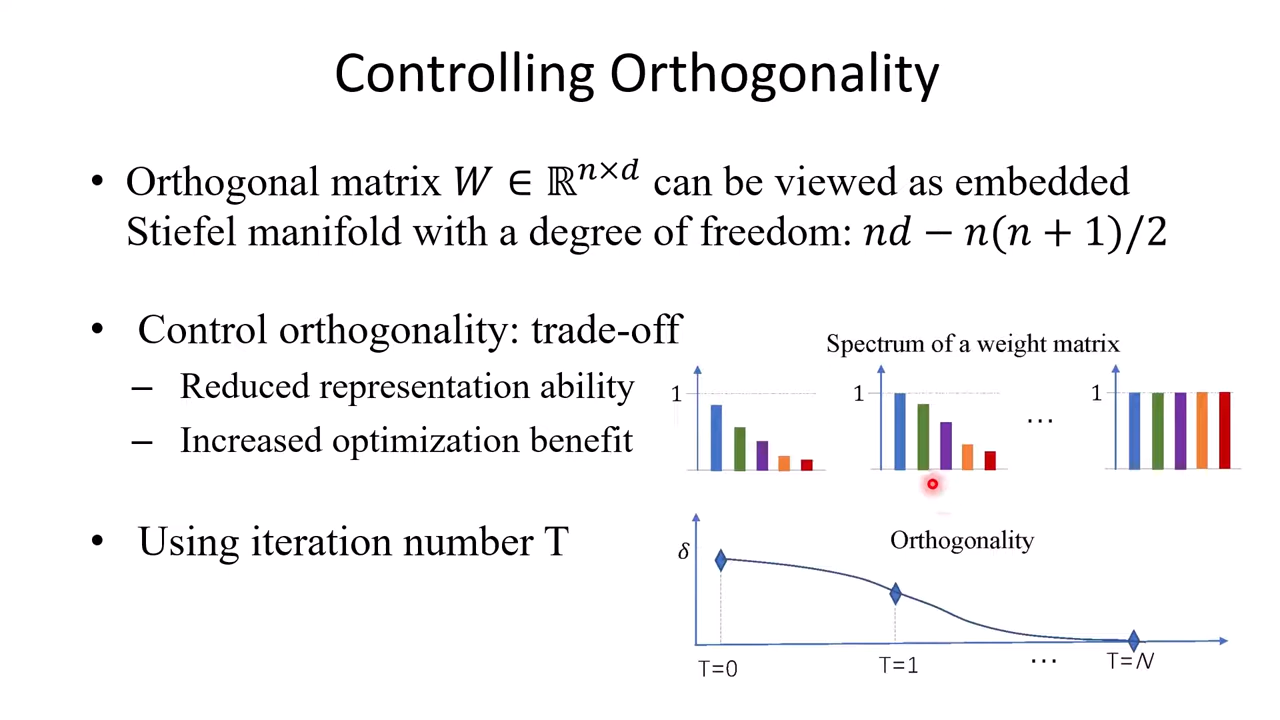 Controlling Orthogonality
• Orthogonal matrix 𝑊 ∈ ℝⁿˣᵈ can be viewed as embedded
Stiefel manifold with a degree of freedom: 𝑛𝑑 − 𝑛(𝑛 + 1)/2
• Control orthogonality: trade-off
– Reduced representation ability
– Increased optimization benefit
• Using iteration number T
Spectrum of a weight matrix
1 1 ⋯ 1
δ Orthogonality
T=0 T=1 ⋯ T=N